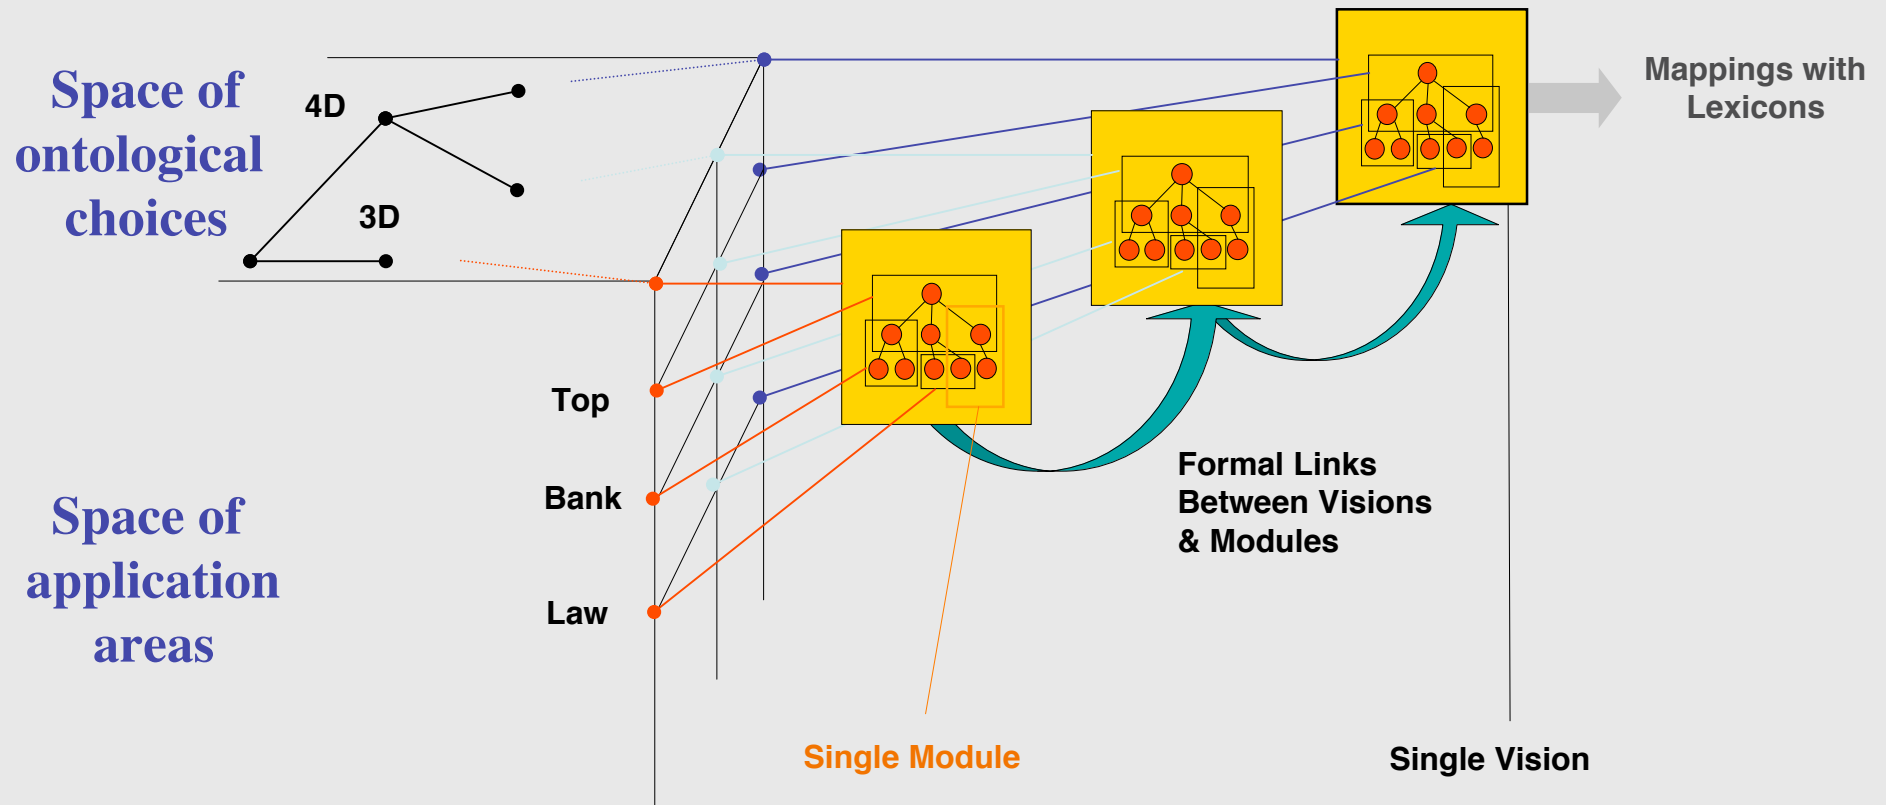 Space of
ontological
choices
4D
3D
Mappings with
Lexicons
Top
Bank
Law
Space of
application
areas
Formal Links
Between Visions
& Modules
Single Module
Single Vision